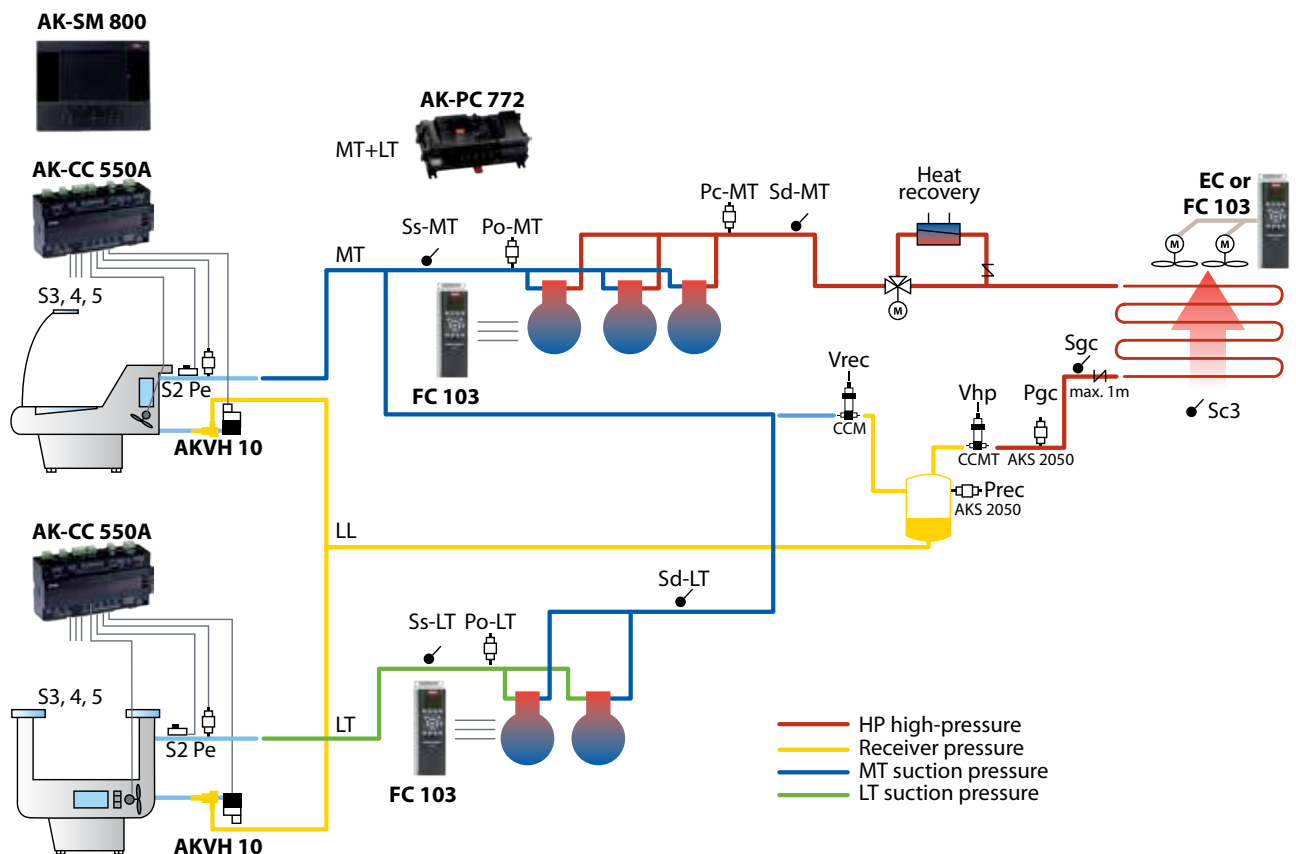 AK-SM 800
AK-PC 772
MT+LT
AK-CC 550A
Heat
recovery
EC or
FC 103
Pc-MT
Sd-MT
Ss-MT
Po-MT
MT
M
M
M
S3, 4, 5
S2 Pe
FC 103
AKVH 10
Vrec
CCM
Vhp
CCMT
Pgc
AKS 2050
Sgc
max. 1m
Sc3
Prec
AKS 2050
AK-CC 550A
LL
Sd-LT
Ss-LT
Po-LT
S3, 4, 5
S2 Pe
LT
FC 103
AKVH 10
HP high-pressure
Receiver pressure
MT suction pressure
LT suction pressure